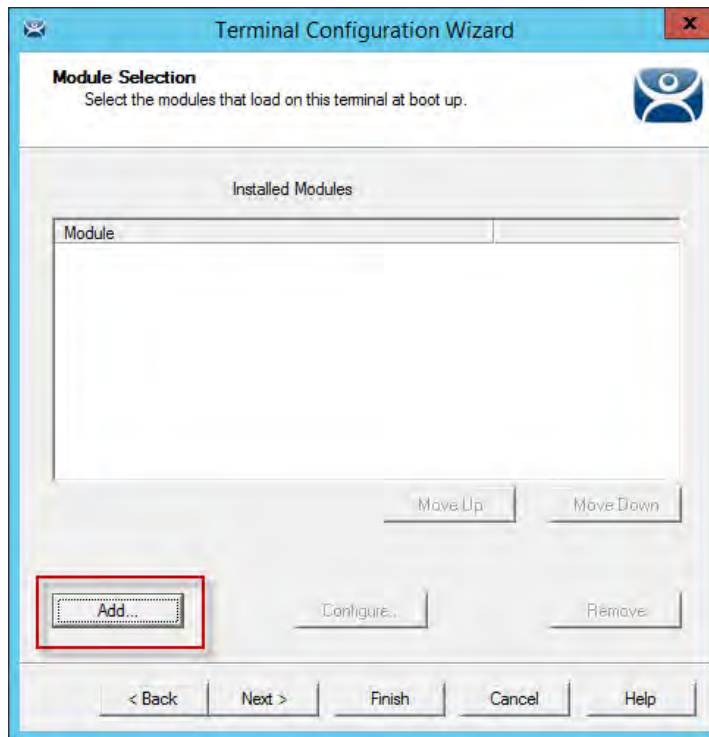 Terminal Configuration Wizard
x
Module Selection
Select the modules that load on this terminal at boot up.
Installed Modules
Module
Move Up
Move Down
Add...
Configure...
Remove
< Back
Next >
Finish
Cancel
Help